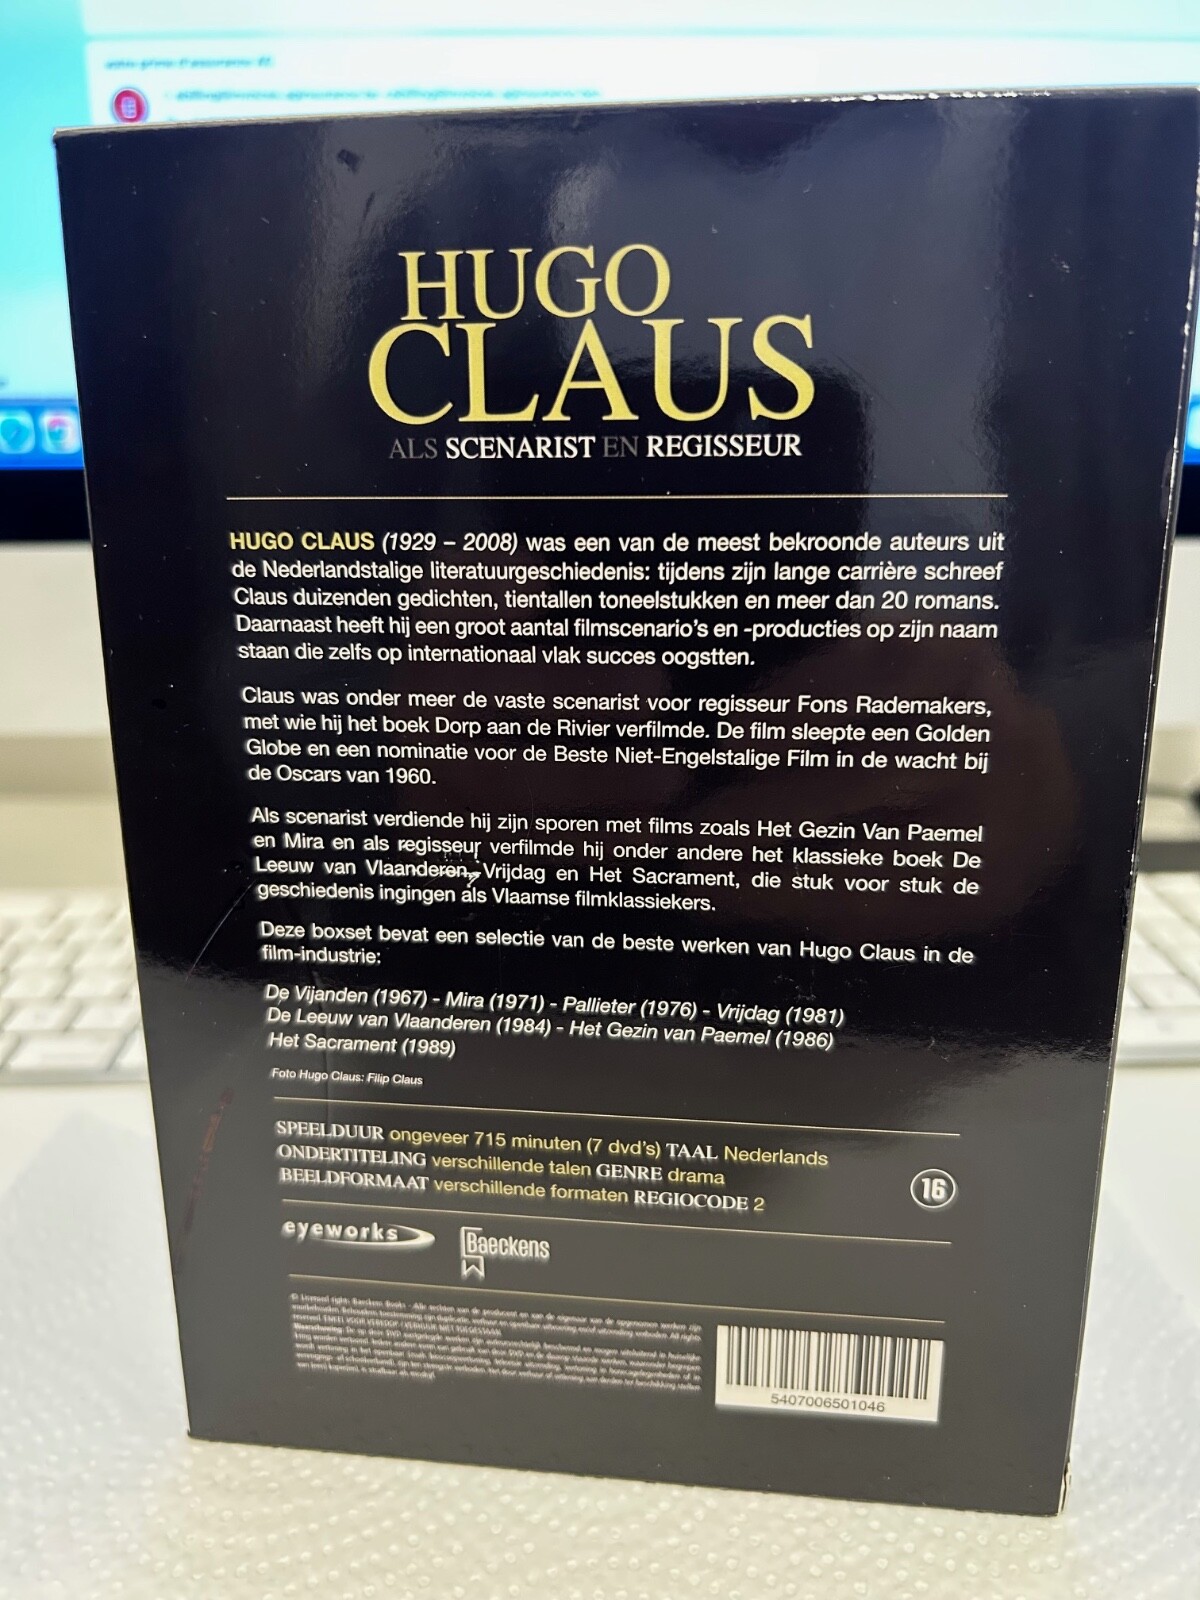 HUGO
CLAUS
ALS SCENARIST EN REGISSEUR
HUGO CLAUS (1929 – 2008) was een van de meest bekroonde auteurs uit
de Nederlandstalige literatuurgeschiedenis: tijdens zijn lange carrière schreef
Claus duizenden gedichten, tientallen toneelstukken en meer dan 20 romans.
Daarnaast heeft hij een groot aantal filmscenario's en -producties op zijn naam
staan die zelfs op internationaal vlak succes oogstten.
Claus was onder meer de vaste scenarist voor regisseur Fons Rademakers,
met wie hij het boek Dorp aan de Rivier verfilmde. De film sleepte een Golden
Globe en een nominatie voor de Beste Niet-Engelstalige Film in de wacht bij
de Oscars van 1960.
Als scenarist verdiende hij zijn sporen met films zoals Het Gezin Van Paemel
en Mira en als regisseur verfilmde hij onder andere het klassieke boek De
Leeuw van Vlaanderen, Vrijdag en Het Sacrament, die stuk voor stuk de
geschiedenis ingingen als Vlaamse filmklassiekers.
Deze boxset bevat een selectie van de beste werken van Hugo Claus in de
film-industrie:
De Vijanden (1967) - Mira (1971) - Pallieter (1976) - Vrijdag (1981)
De Leeuw van Vlaanderen (1984) - Het Gezin van Paemel (1986)
Het Sacrament (1989)
Foto Hugo Claus: Filip Claus
SPEELDUUR ongeveer 715 minuten (7 dvd's) TAAL Nederlands
ONDERTITELING verschillende talen GENRE drama
BEELDFORMAAT verschillende formaten REGIOCODE 2
16
eyeworks
Baeckens
5407006501046